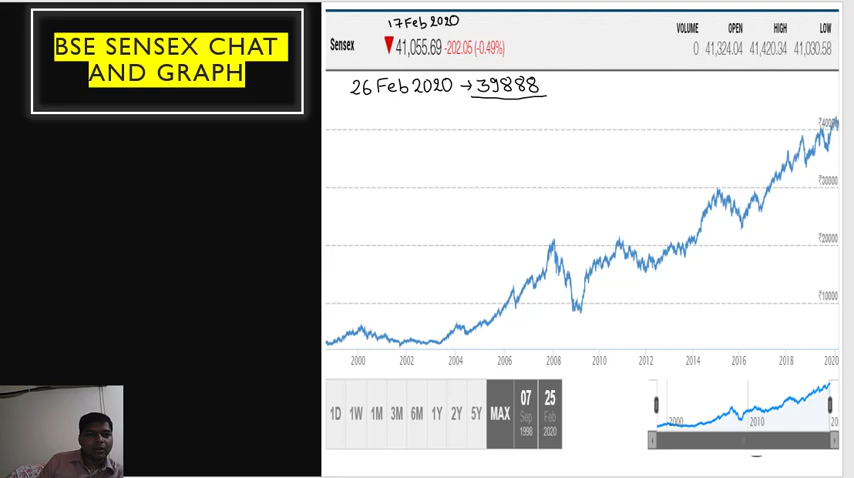 BSE SENSEX CHAT
AND GRAPH
17 Feb 2020
Sensex
41,055.69 -202.05 (-0.49%)
VOLUME OPEN HIGH LOW
0 41,324.04 41,420.34 41,030.58
26 Feb 2020 → 39888
₹40000
₹30000
₹20000
₹10000
2000 2002 2004 2006 2008 2010 2012 2014 2016 2018 2020
1D 1W 1M 3M 6M 1Y 2Y 5Y MAX
07 Sep 1998
25 Feb 2020
2000 2010